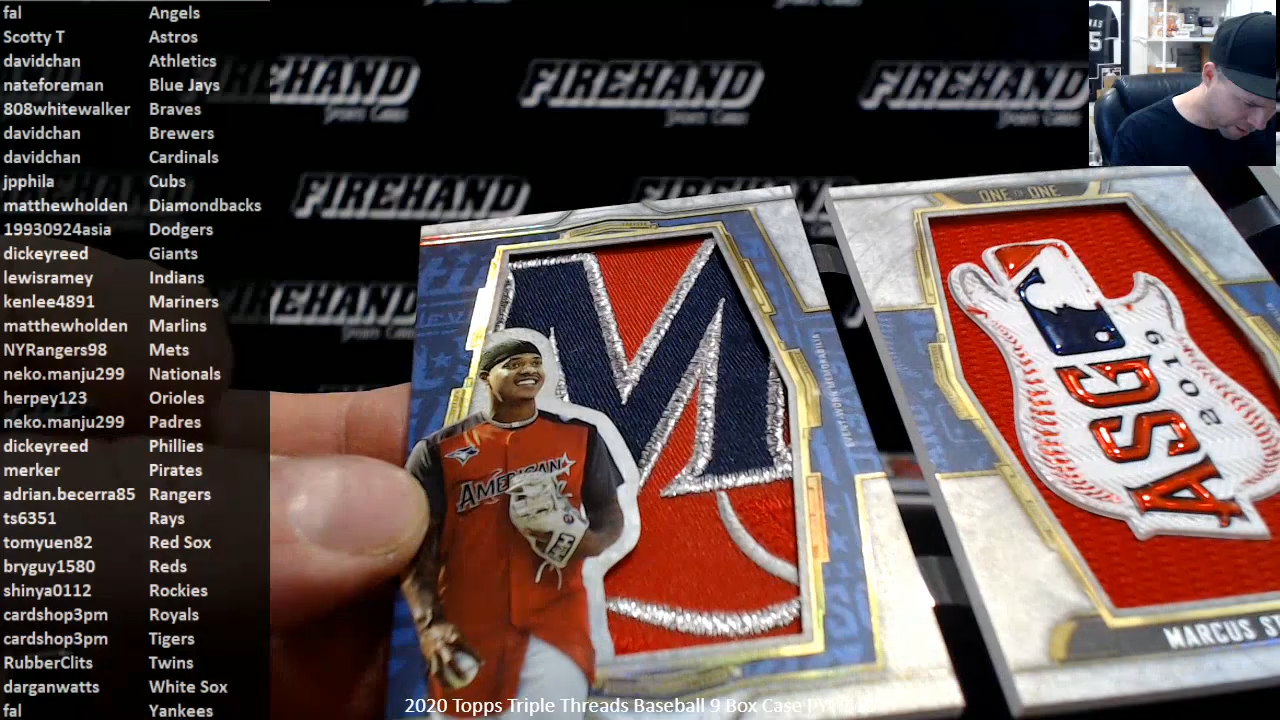 fal Angels
Scotty T Astros
davidchan Athletics
nateforeman Blue Jays
808whitewalker Braves
davidchan Brewers
davidchan Cardinals
jpphila Cubs
matthewholden Diamondbacks
19930924asia Dodgers
dickeyreed Giants
lewisramey Indians
kenlee4891 Mariners
matthewholden Marlins
NYRangers98 Mets
neko.manju299 Nationals
herpey123 Orioles
neko.manju299 Padres
dickeyreed Phillies
merker Pirates
adrian.becerra85 Rangers
ts6351 Rays
tomyuen82 Red Sox
bryguy1580 Reds
shinya0112 Rockies
cardshop3pm Royals
cardshop3pm Tigers
RubberClits Twins
darganwatts White Sox
fal Yankees
FIREHAND
FIREHAND
FIREHAND
FIREHAND
FIREHAND
AMERICAN
ONE OF ONE
2019
ASG
MARCUS ST
2020 Topps Triple Threads Baseball 9 Box Case